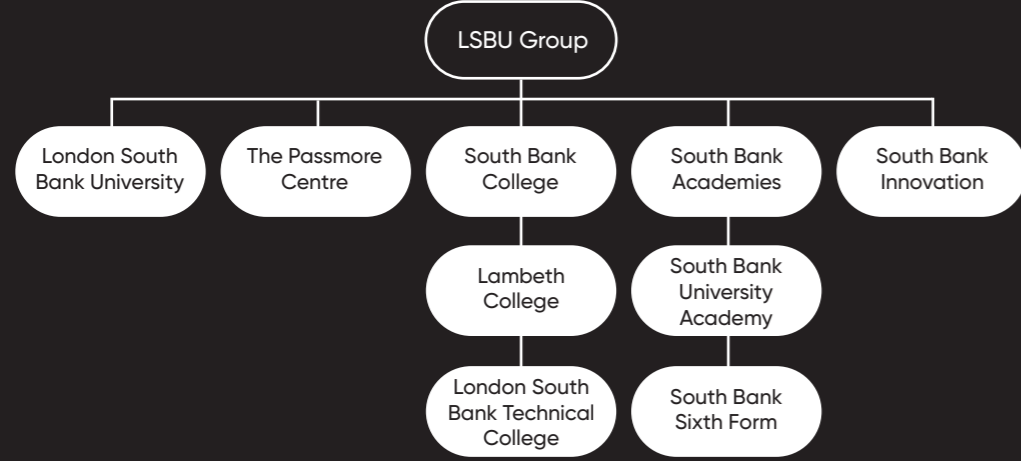 LSBU Group
London South
Bank University
The Passmore
Centre
South Bank
College
South Bank
Academies
South Bank
Innovation
Lambeth
College
South Bank
University
Academy
London South
Bank Technical
College
South Bank
Sixth Form